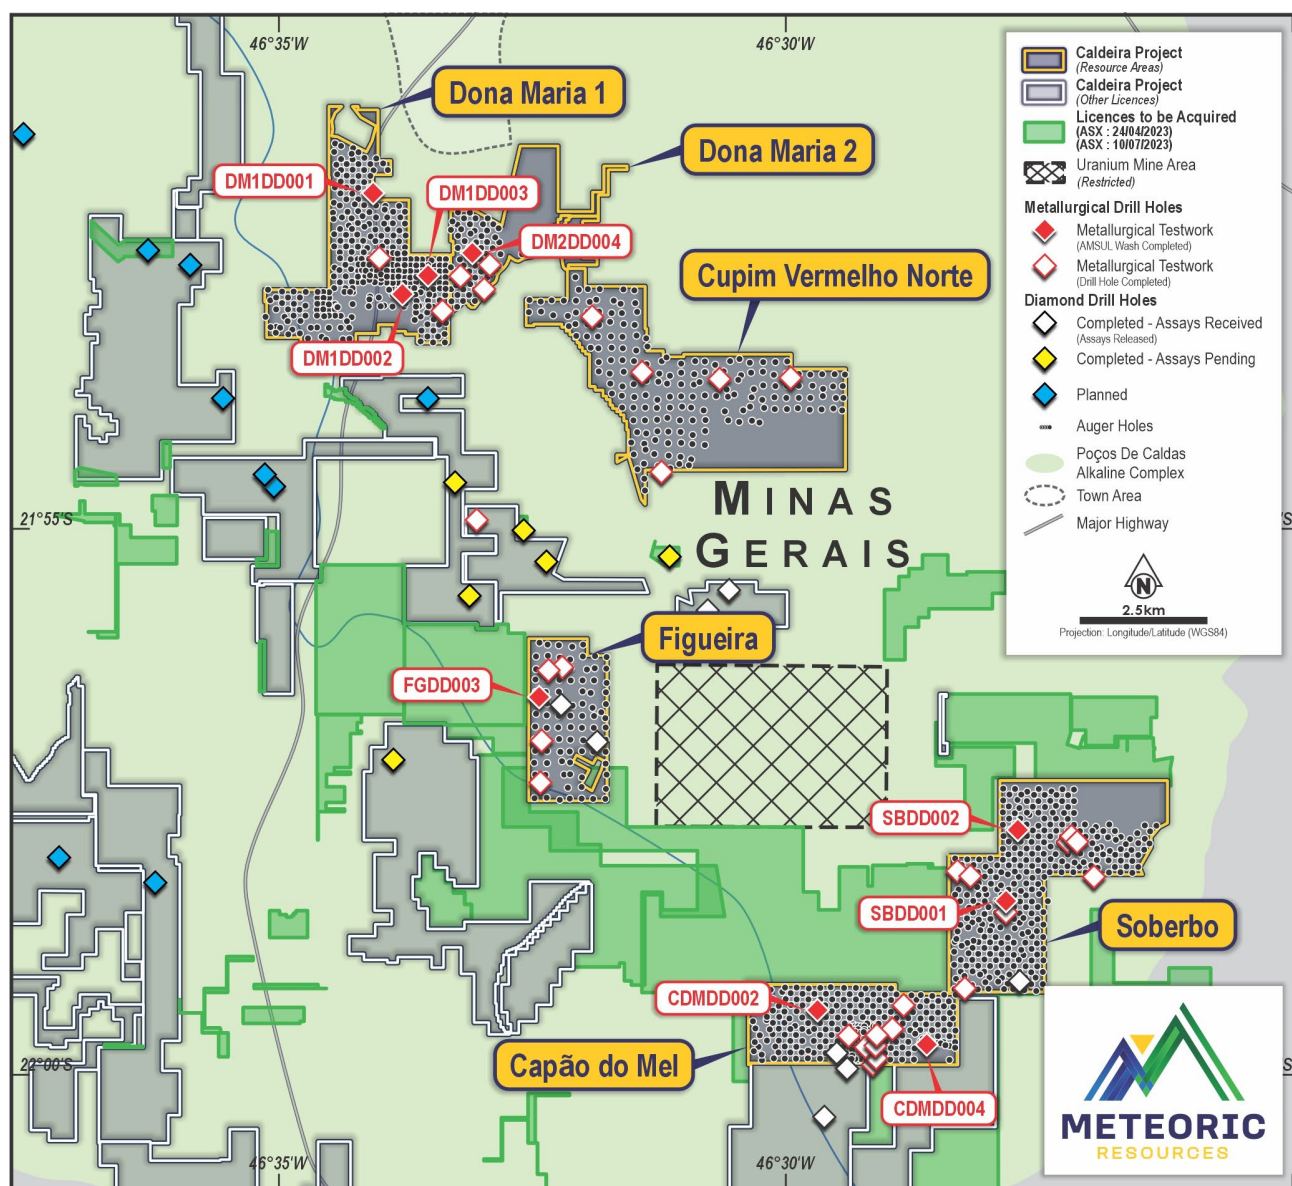 46°35'W
46°30'W
Dona Maria 1
Dona Maria 2
DM1DD001
DM1DD003
DM2DD004
Cupim Vermelho Norte
DM1DD002
MINAS
GERAIS
21°55'S
S
Figueira
FGDD003
SBDD002
SBDD001
Soberbo
CDMDD002
Capão do Mel
CDMDD004
22°00'S
S
46°35'W
46°30'W
Caldeira Project
(Resource Areas)
Caldeira Project
(Other Licences)
Licences to be Acquired
(ASX : 24/04/2023)
(ASX : 10/07/2023)
Uranium Mine Area
(Restricted)
Metallurgical Drill Holes
Metallurgical Testwork
(AMSUL Wash Completed)
Metallurgical Testwork
(Drill Hole Completed)
Diamond Drill Holes
Completed - Assays Received
(Assays Released)
Completed - Assays Pending
Planned
Auger Holes
Poços De Caldas
Alkaline Complex
Town Area
Major Highway
N
2.5km
Projection: Longitude/Latitude (WGS84)
METEORIC
RESOURCES